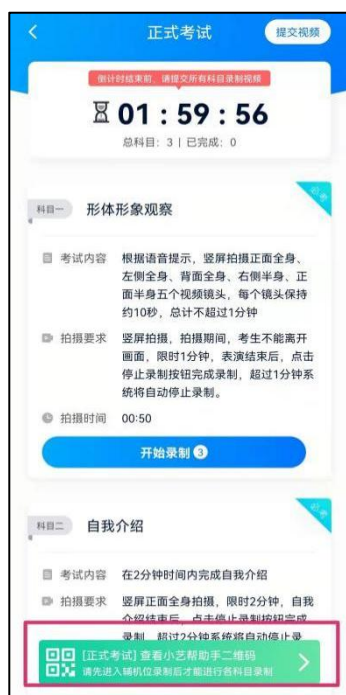 正式考试
提交视频
倒计时结束前，请提交所有科目录制视频
01 : 59 : 56
总科目：3 | 已完成：0
必考
科目一
形体形象观察
考试内容
根据语音提示，竖屏拍摄正面全身、
左侧全身、背面全身、右侧半身、正
面半身五个视频镜头，每个镜头保持
约10秒，总计不超过1分钟
拍摄要求
竖屏拍摄，拍摄期间，考生不能离开
画面，限时1分钟，表演结束后，点击
停止录制按钮完成录制，超过1分钟系
统将自动停止录制。
拍摄时间
00:50
开始录制 3
必考
科目二
自我介绍
考试内容
在2分钟时间内完成自我介绍
拍摄要求
竖屏正面全身拍摄，限时2分钟，自我
介绍结束后，点击停止录制按钮完成
录制，超过2分钟系统将自动停止录
[正式考试] 查看小艺帮助手二维码
请先进入辅机位录制后才能进行各科目录制